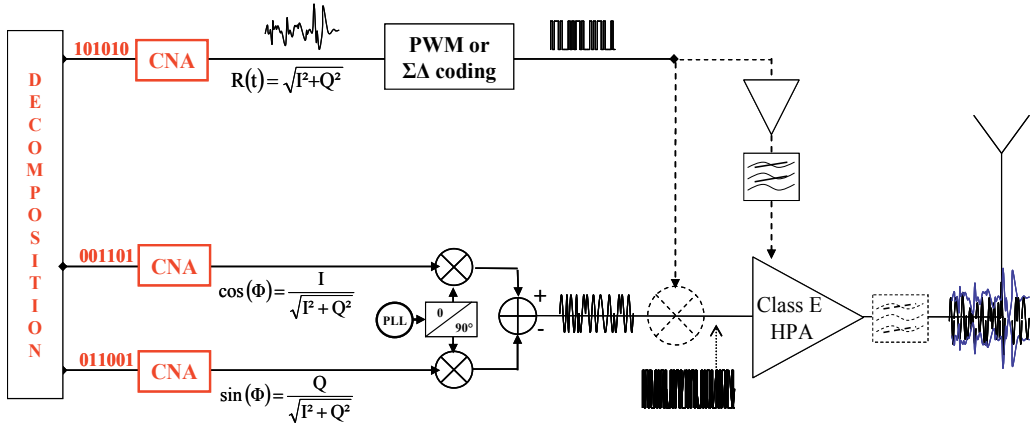 DECOMPOSITION
101010
CNA
R(t)=√I²+Q²
PWM or
ΣΔ coding
001101
CNA
cos(Φ)=I/√I²+Q²
PLL
0
90°
+
-
Class E
HPA
011001
CNA
sin(Φ)=Q/√I²+Q²